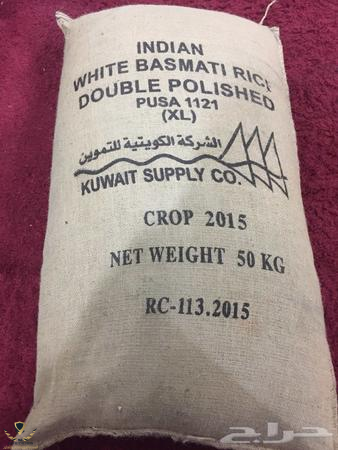 INDIAN
WHITE BASMATI RICE
DOUBLE POLISHED
PUSA 1121
(XL)
الشركة الكويتية للتموين
KUWAIT SUPPLY CO.
CROP 2015
NET WEIGHT 50 KG
RC-113.2015
حراج